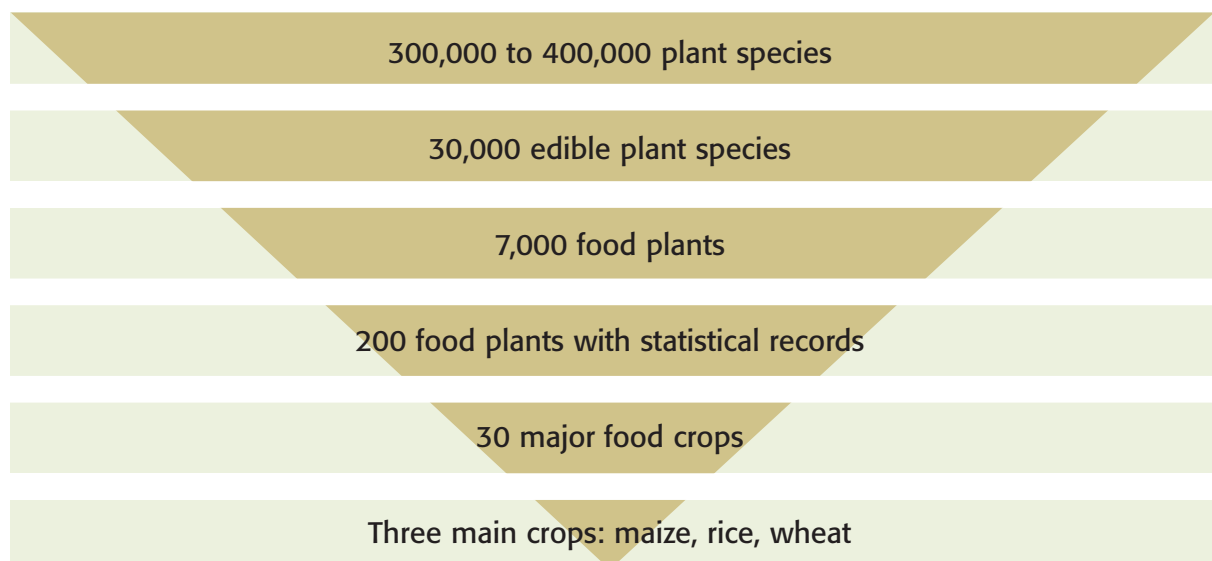 300,000 to 400,000 plant species
30,000 edible plant species
7,000 food plants
200 food plants with statistical records
30 major food crops
Three main crops: maize, rice, wheat